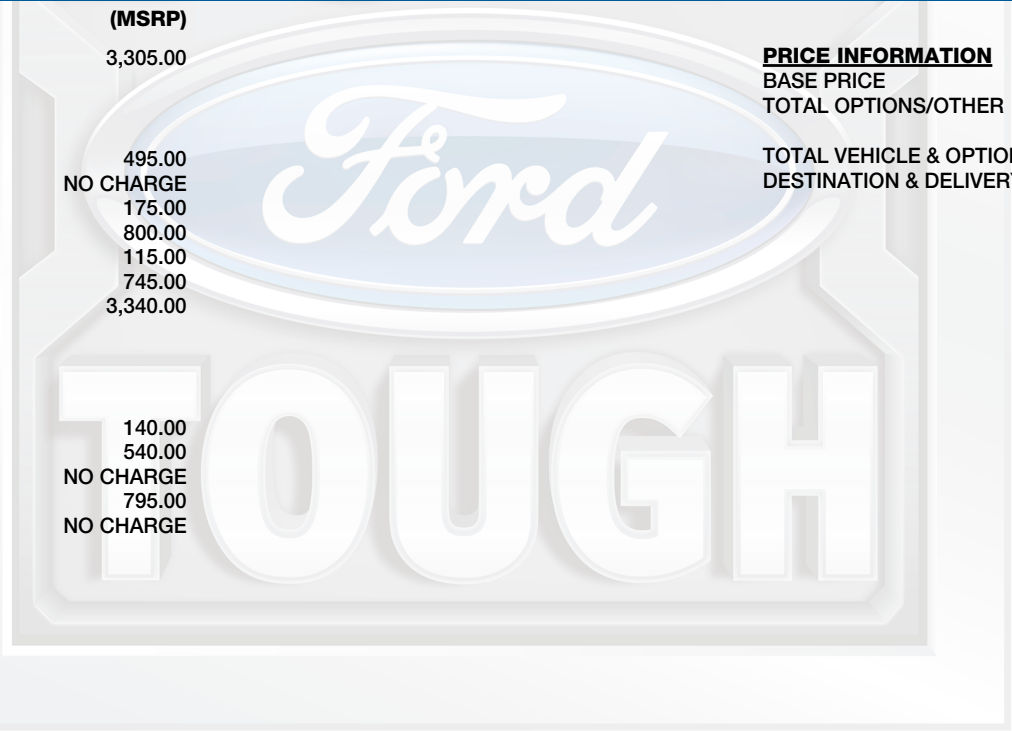 (MSRP)
3,305.00
495.00
NO CHARGE
175.00
800.00
115.00
745.00
3,340.00
140.00
540.00
NO CHARGE
795.00
NO CHARGE
PRICE INFORMATION
BASE PRICE
TOTAL OPTIONS/OTHER
TOTAL VEHICLE & OPTION
DESTINATION & DELIVERY
Ford
TOUGH